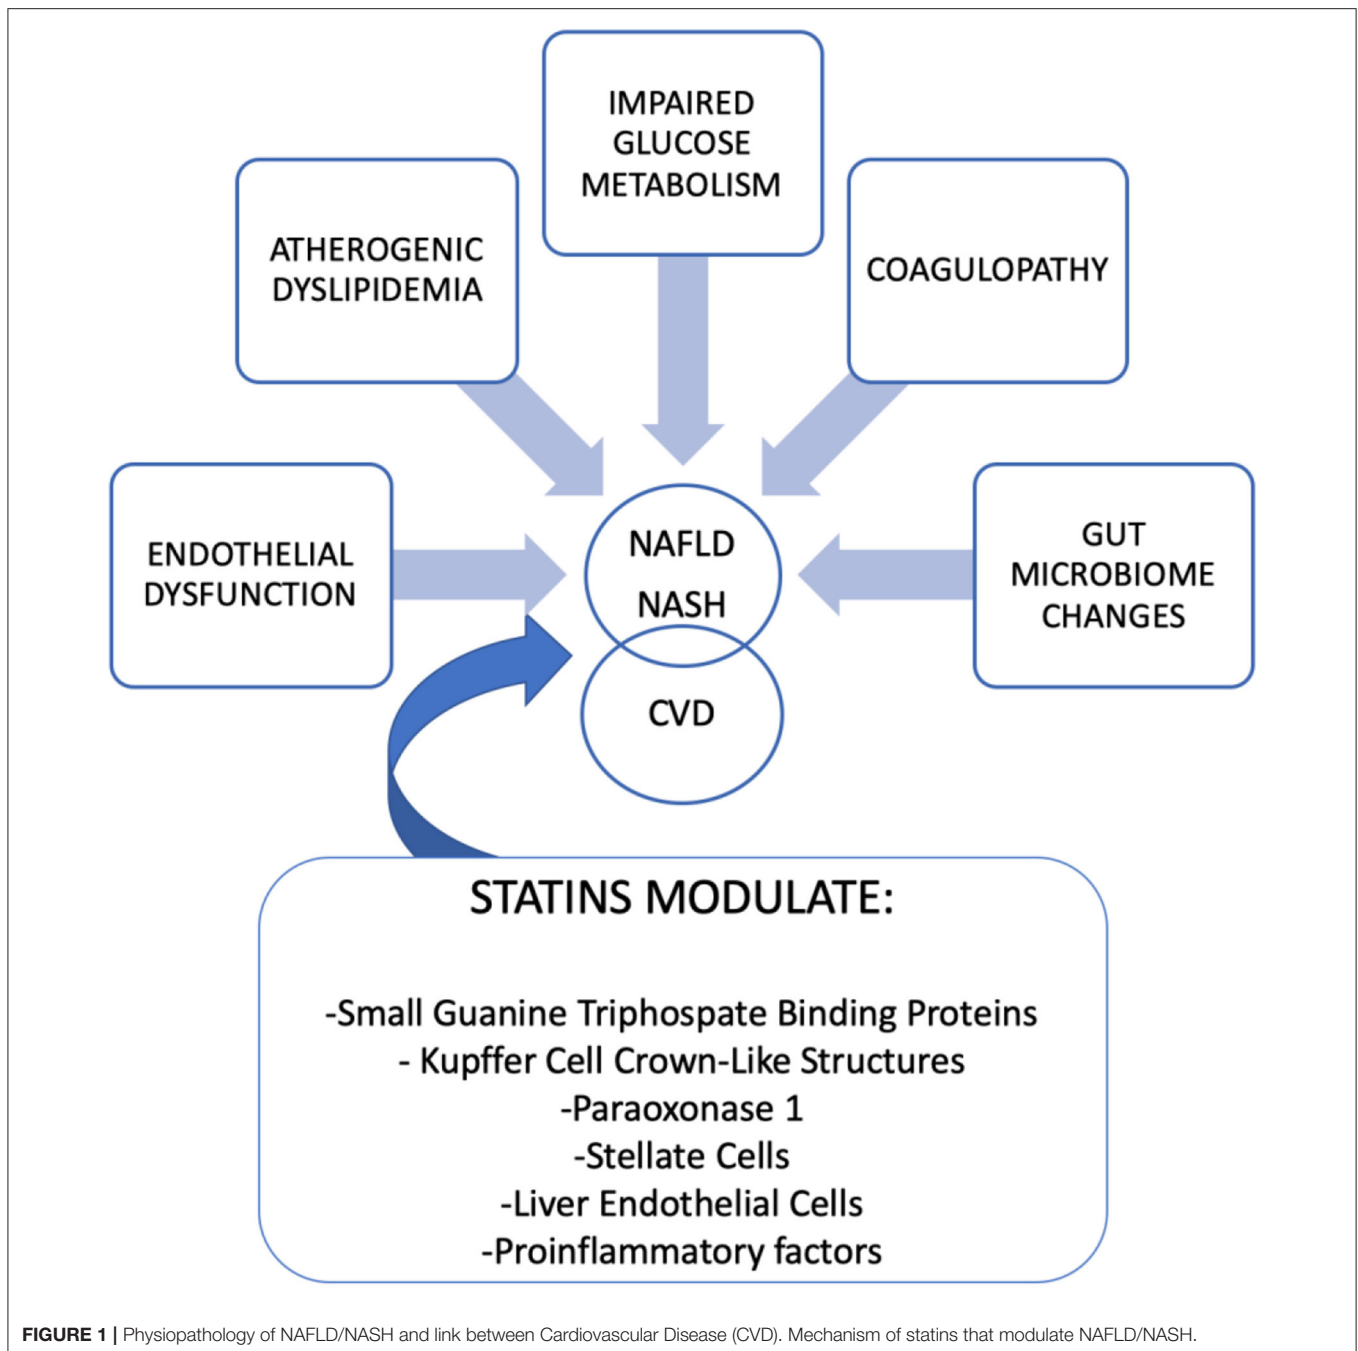 IMPAIRED
GLUCOSE
METABOLISM
ATHEROGENIC
DYSLIPIDEMIA
COAGULOPATHY
ENDOTHELIAL
DYSFUNCTION
NAFLD
NASH
CVD
GUT
MICROBIOME
CHANGES
STATINS MODULATE:
-Small Guanine Triphospate Binding Proteins
- Kupffer Cell Crown-Like Structures
-Paraoxonase 1
-Stellate Cells
-Liver Endothelial Cells
-Proinflammatory factors
FIGURE 1 | Physiopathology of NAFLD/NASH and link between Cardiovascular Disease (CVD). Mechanism of statins that modulate NAFLD/NASH.